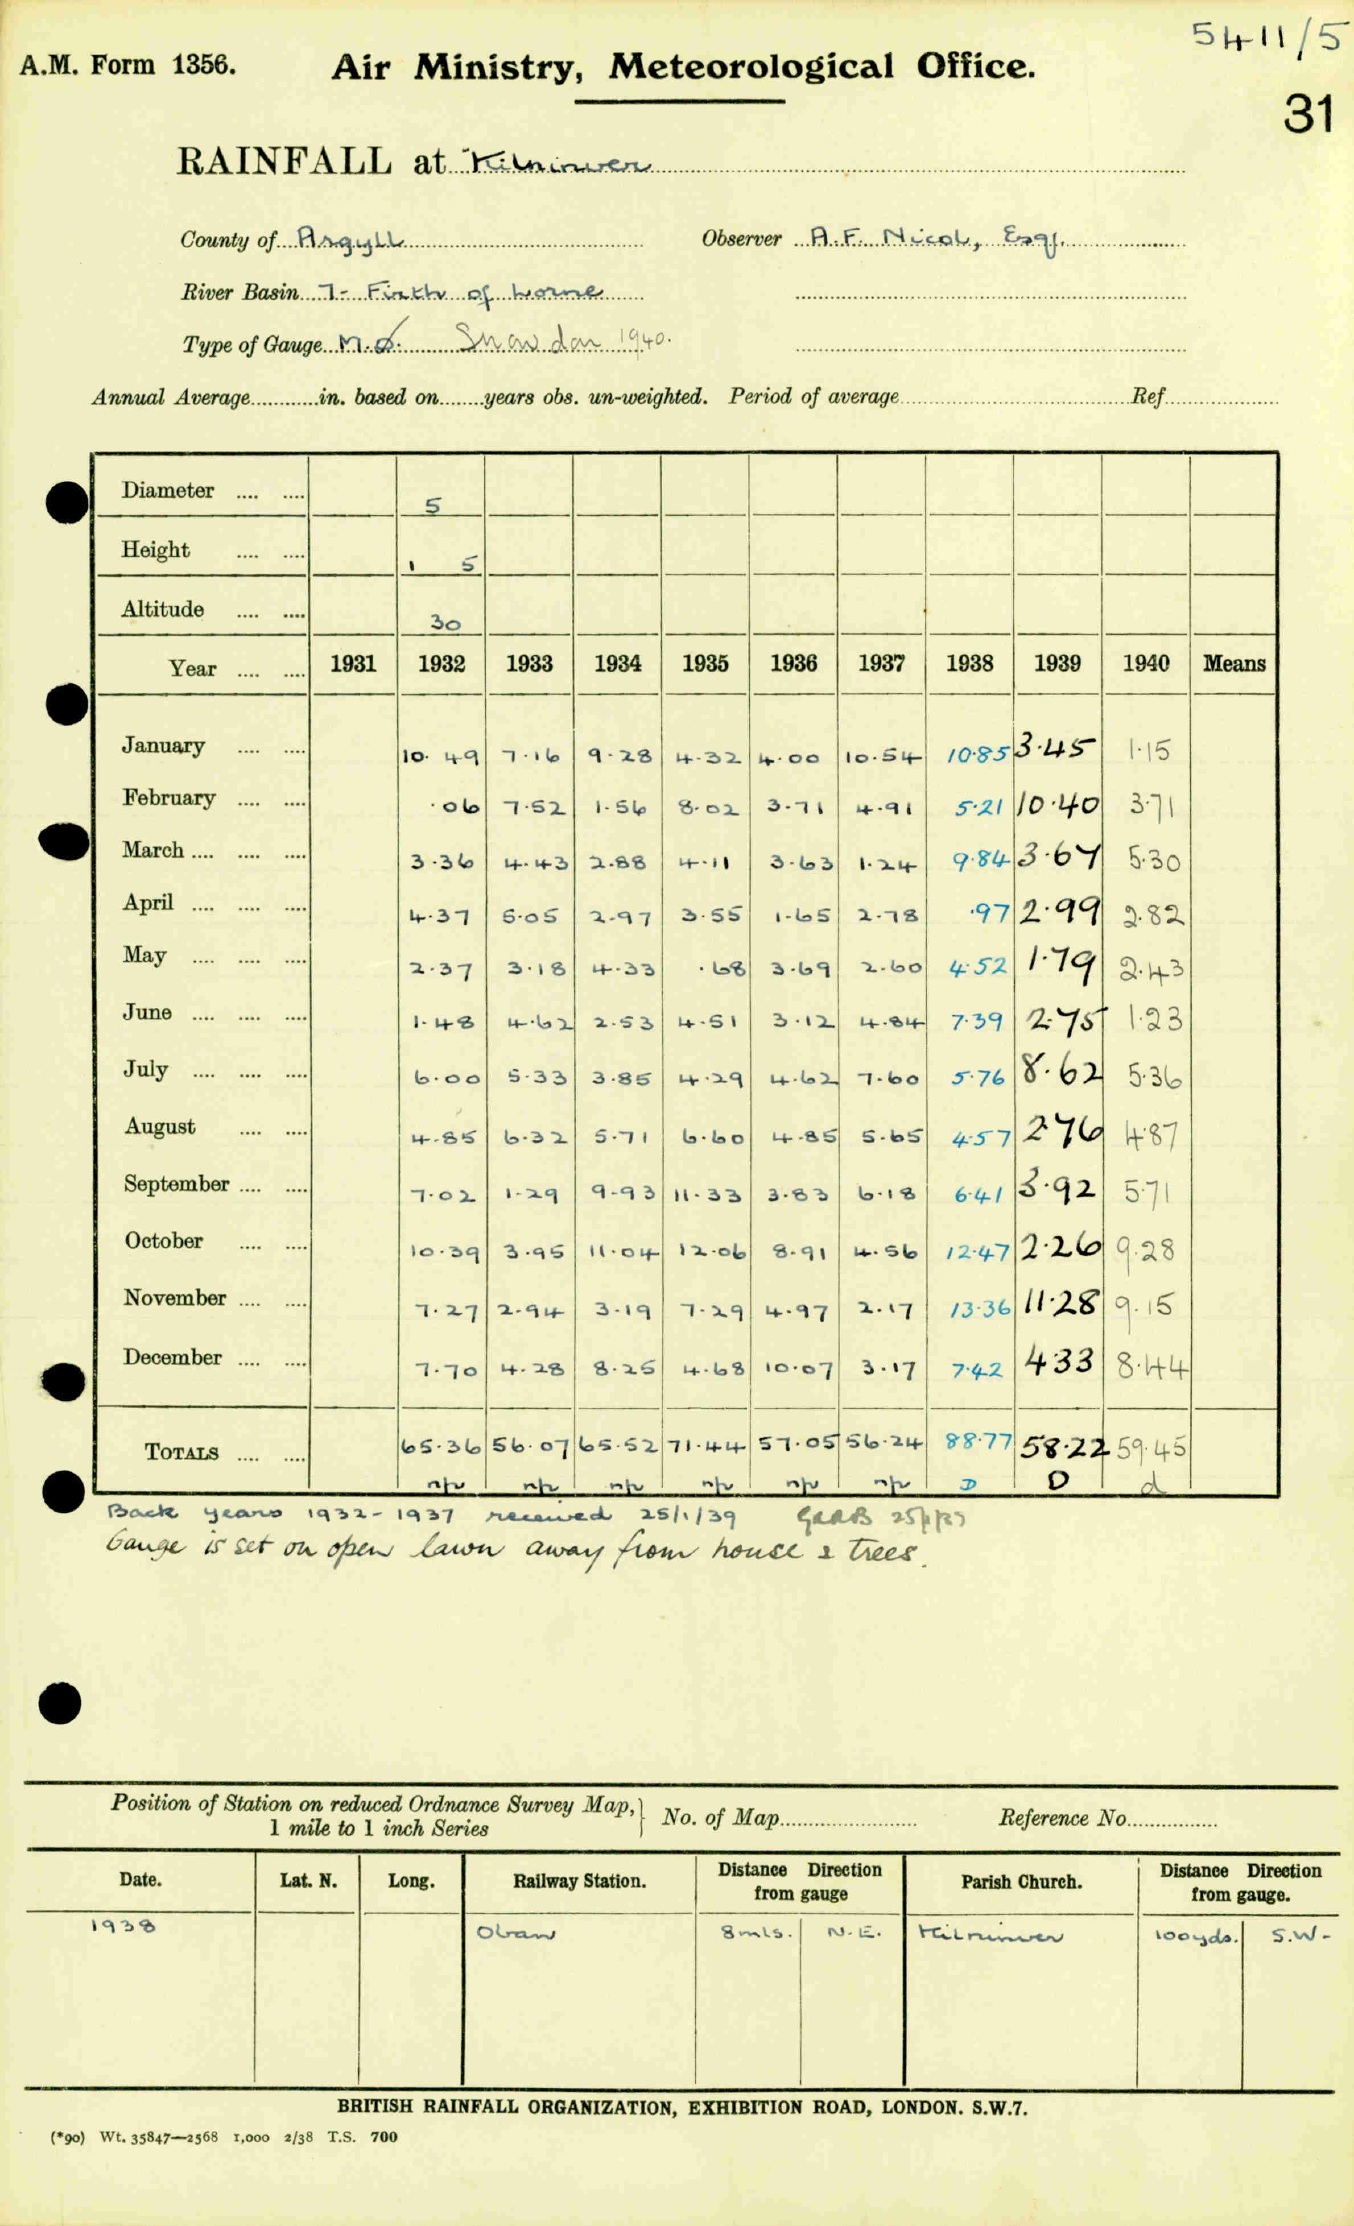 5411/5
A.M. Form 1356. Air Ministry, Meteorological Office.
31
RAINFALL at Kilninver
County of Argyll Observer A.F. Nicol, Esq.
River Basin 7- Firth of Lorne
Type of Gauge M.O. Snowdon 1940.
Annual Average in. based on years obs. un-weighted. Period of average Ref
Diameter 5
Height 1 5
Altitude 30
Year 1931 1932 1933 1934 1935 1936 1937 1938 1939 1940 Means
January 10.49 7.16 9.28 4.32 4.00 10.54 10.85 3.45 1.15
February .06 7.52 1.56 8.02 3.71 4.91 5.21 10.40 3.71
March 3.36 4.43 2.88 4.11 3.63 1.24 9.84 3.67 5.30
April 4.37 5.05 2.97 3.55 1.65 2.78 .97 2.99 2.82
May 2.37 3.18 4.33 .68 3.69 2.60 4.52 1.79 2.43
June 1.48 4.62 2.53 4.51 3.12 4.84 7.39 2.75 1.23
July 6.00 5.33 3.85 4.29 4.62 7.60 5.76 8.62 5.36
August 4.85 6.32 5.71 6.60 4.85 5.65 4.57 2.76 4.87
September 7.02 1.29 9.93 11.33 3.83 6.18 6.41 3.92 5.71
October 10.39 3.95 11.04 12.06 8.91 4.56 12.47 2.26 9.28
November 7.27 2.94 3.19 7.29 4.97 2.17 13.36 11.28 9.15
December 7.70 4.28 8.25 4.68 10.07 3.17 7.42 4.33 8.44
TOTALS 65.36 56.07 65.52 71.44 57.05 56.24 88.77 58.22 59.45
n/p n/p n/p n/p n/p n/p D D d
Back years 1932-1937 received 25/1/39
Gauge is set on open lawn away from house & trees.
Position of Station on reduced Ordnance Survey Map, 1 mile to 1 inch Series } No. of Map Reference No.
Date. Lat. N. Long. Railway Station. Distance Direction from gauge Parish Church. Distance Direction from gauge.
1938 Oban 8mls. N.E. Kilninver 100yds. S.W-
BRITISH RAINFALL ORGANIZATION, EXHIBITION ROAD, LONDON. S.W.7.
(*90) Wt. 35847—2568 1,000 2/38 T.S. 700